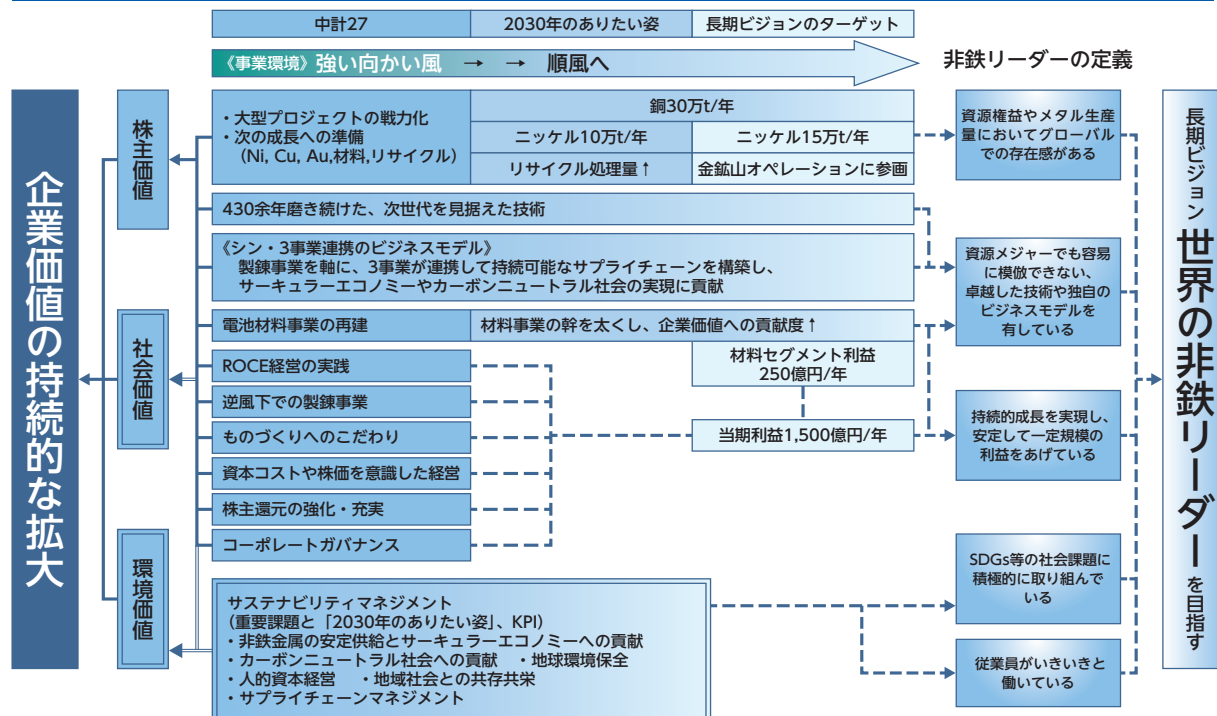 中計27
2030年のありたい姿
長期ビジョンのターゲット
《事業環境》強い向かい風 → → 順風へ
非鉄リーダーの定義
企業価値の持続的な拡大
株主価値
社会価値
環境価値
・大型プロジェクトの戦力化
・次の成長への準備
（Ni, Cu, Au,材料,リサイクル）
銅30万t/年
ニッケル10万t/年
ニッケル15万t/年
リサイクル処理量↑
金鉱山オペレーションに参画
430余年磨き続けた、次世代を見据えた技術
《シン・3事業連携のビジネスモデル》
製錬事業を軸に、3事業が連携して持続可能なサプライチェーンを構築し、
サーキュラーエコノミーやカーボンニュートラル社会の実現に貢献
電池材料事業の再建
材料事業の幹を太くし、企業価値への貢献度↑
ROCE経営の実践
材料セグメント利益
250億円/年
逆風下での製錬事業
ものづくりへのこだわり
当期利益1,500億円/年
資本コストや株価を意識した経営
株主還元の強化・充実
コーポレートガバナンス
サステナビリティマネジメント
（重要課題と「2030年のありたい姿」、KPI）
・非鉄金属の安定供給とサーキュラーエコノミーへの貢献
・カーボンニュートラル社会への貢献 ・地球環境保全
・人的資本経営 ・地域社会との共存共栄
・サプライチェーンマネジメント
資源権益やメタル生産
量においてグローバル
での存在感がある
資源メジャーでも容易
に模倣できない、
卓越した技術や独自の
ビジネスモデルを
有している
持続的成長を実現し、
安定して一定規模の
利益をあげている
SDGs等の社会課題に
積極的に取り組んで
いる
従業員がいきいきと
働いている
長期ビジョン 世界の非鉄リーダーを目指す